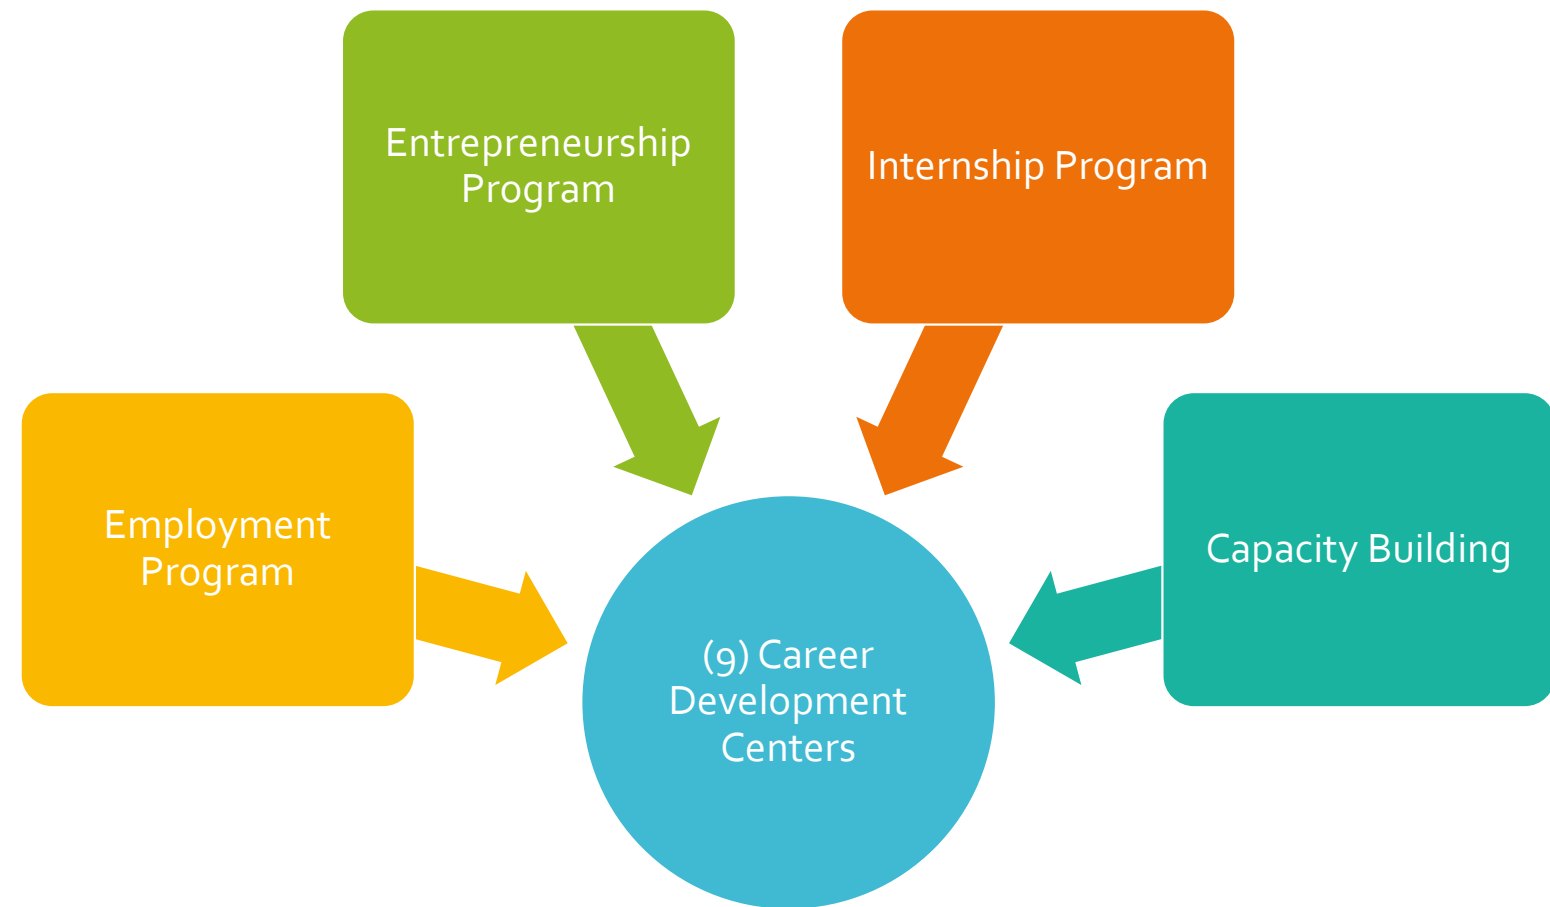 Entrepreneurship
Program
Internship Program
Employment
Program
Capacity Building
(9) Career
Development
Centers